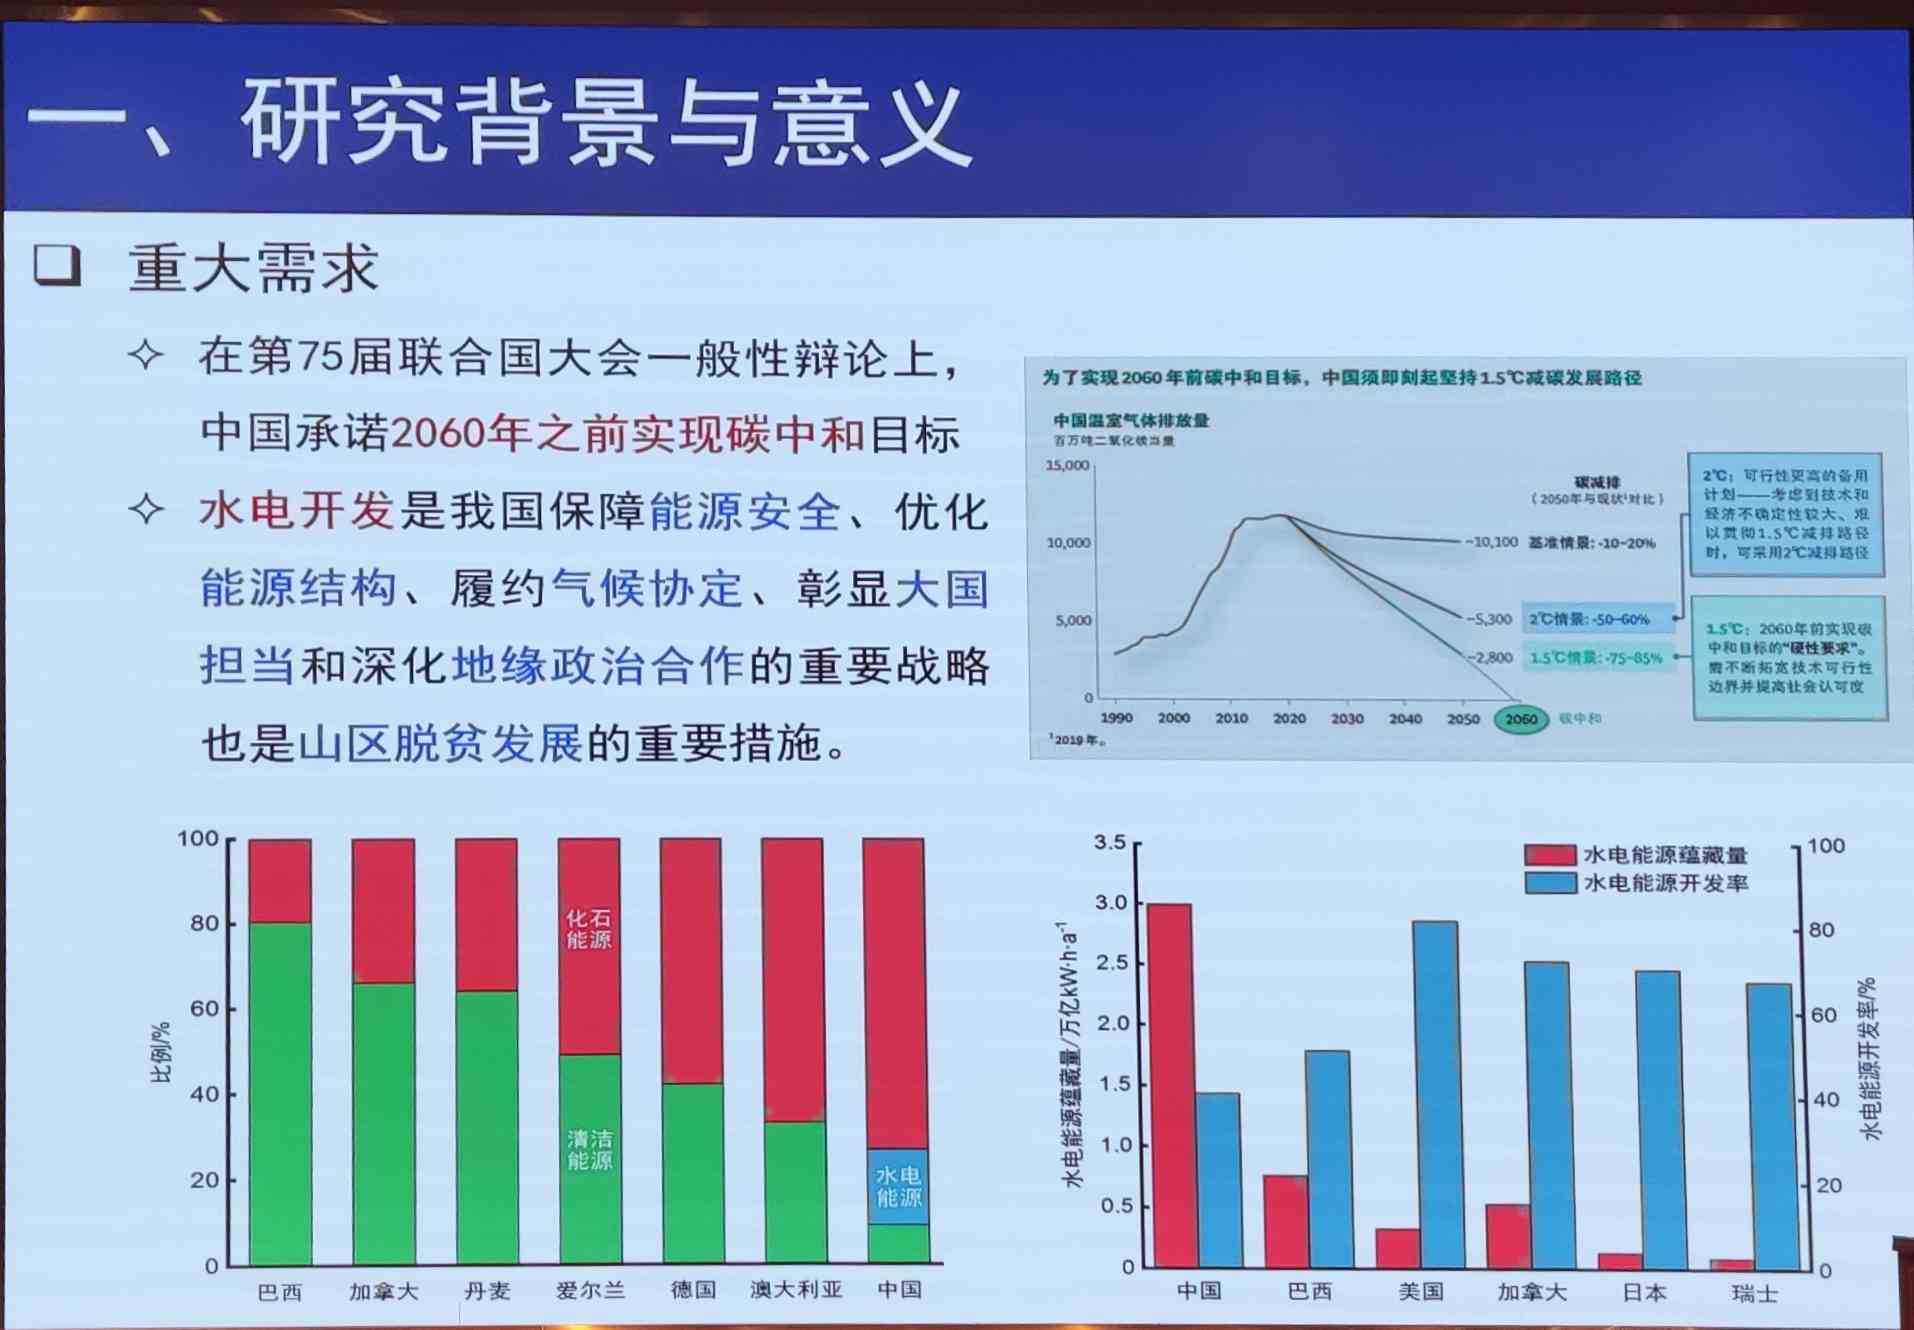 一、研究背景与意义
重大需求
在第75届联合国大会一般性辩论上，
中国承诺2060年之前实现碳中和目标
水电开发是我国保障能源安全、优化
能源结构、履约气候协定、彰显大国
担当和深化地缘政治合作的重要战略
也是山区脱贫发展的重要措施。
为了实现2060年前碳中和目标，中国须即刻起坚持1.5℃减碳发展路径
中国温室气体排放量
百万吨二氧化碳当量
15,000
10,000
5,000
0
1990 2000 2010 2020 2030 2040 2050 2060 碳中和
¹2019年。
碳减排
（2050年与现状¹对比）
~10,100 基准情景: -10~20%
~5,300 2℃情景: -50~60%
~2,800 1.5℃情景: -75~85%
2℃：可行性更高的备用
计划——考虑到技术和
经济不确定性较大、难
以贯彻1.5℃减排路径
时，可采用2℃减排路径
1.5℃：2060年前实现碳
中和目标的“硬性要求”。
需不断拓宽技术可行性
边界并提高社会认可度
比例/%
100
80
60
40
20
0
化石
能源
清洁
能源
水电
能源
巴西 加拿大 丹麦 爱尔兰 德国 澳大利亚 中国
水电能源蕴藏量/万亿kW·h·a⁻¹
3.5
3.0
2.5
2.0
1.5
1.0
0.5
0
水电能源蕴藏量
水电能源开发率
100
80
60
40
20
0
水电能源开发率/%
中国 巴西 美国 加拿大 日本 瑞士